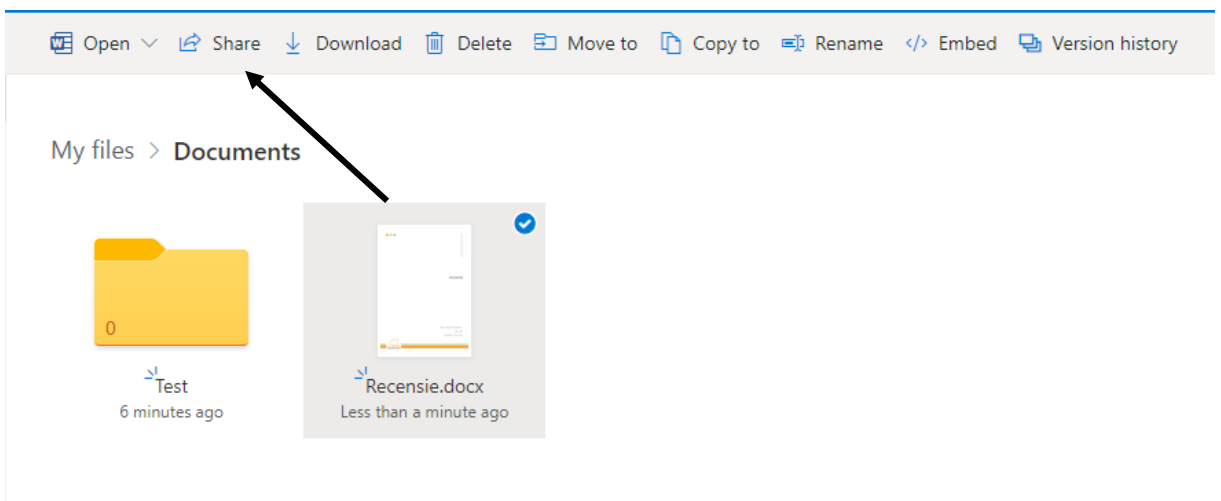 Open Share Download Delete Move to Copy to Rename Embed Version history
My files > Documents
0
Test
6 minutes ago
Recensie.docx
Less than a minute ago